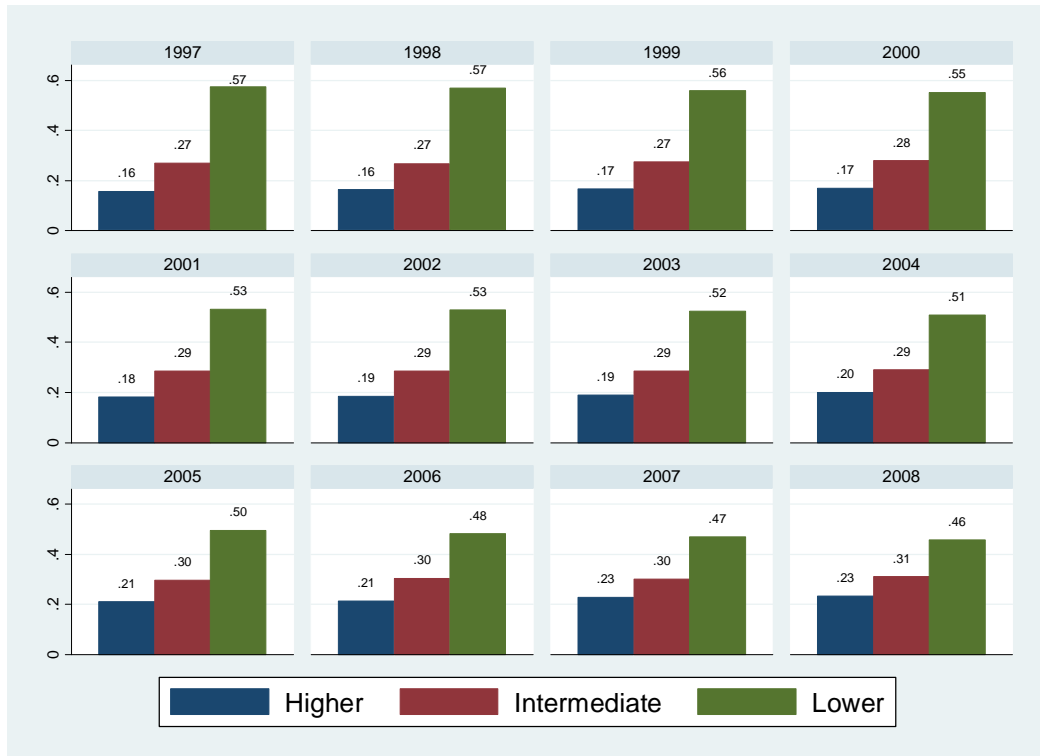 1997 1998 1999 2000
.6 .4 .2 0
.16 .27 .57
.16 .27 .57
.17 .27 .56
.17 .28 .55
2001 2002 2003 2004
.6 .4 .2 0
.18 .29 .53
.19 .29 .53
.19 .29 .52
.20 .29 .51
2005 2006 2007 2008
.6 .4 .2 0
.21 .30 .50
.21 .30 .48
.23 .30 .47
.23 .31 .46
Higher Intermediate Lower